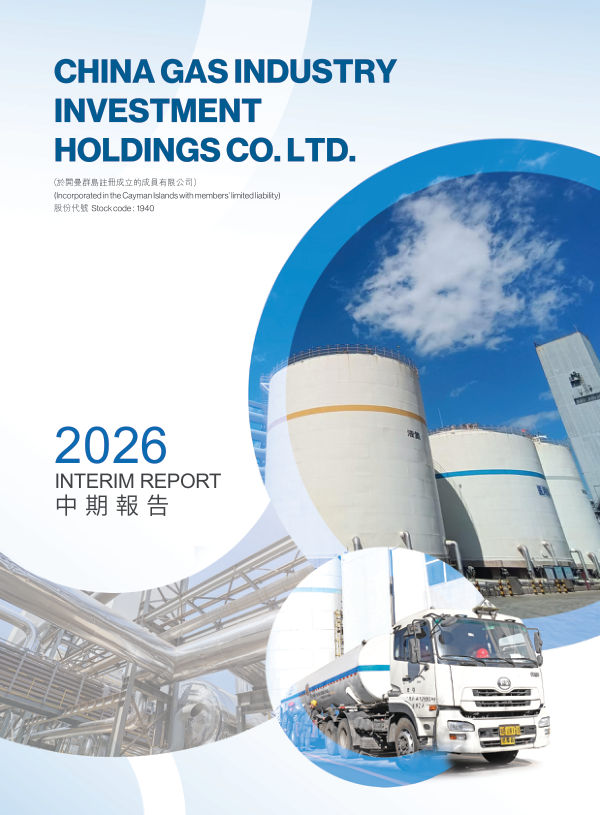 CHINA GAS INDUSTRY
INVESTMENT
HOLDINGS CO. LTD.
(於開曼群島註冊成立的成員有限公司)
(Incorporated in the Cayman Islands with members' limited liability)
股份代號 Stock code : 1940
2026
INTERIM REPORT
中期報告